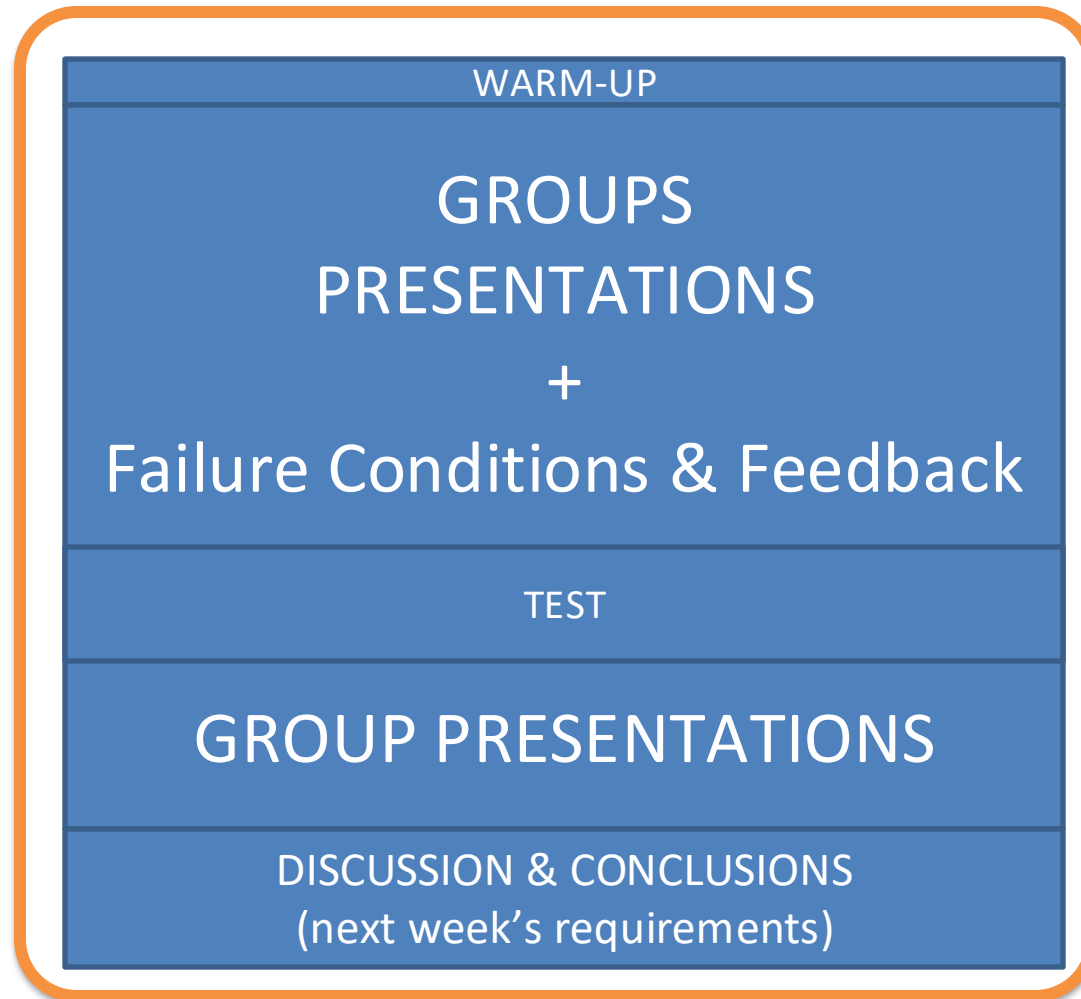 WARM-UP
GROUPS
PRESENTATIONS
+
Failure Conditions & Feedback
TEST
GROUP PRESENTATIONS
DISCUSSION & CONCLUSIONS
(next week’s requirements)